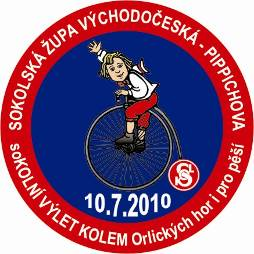 SOKOLSKÁ ŽUPA VÝCHODOČESKÁ - PIPPICHOVA
10.7.2010
soKOLNÍ VÝLET KOLEM Orlických hor i pro pěší